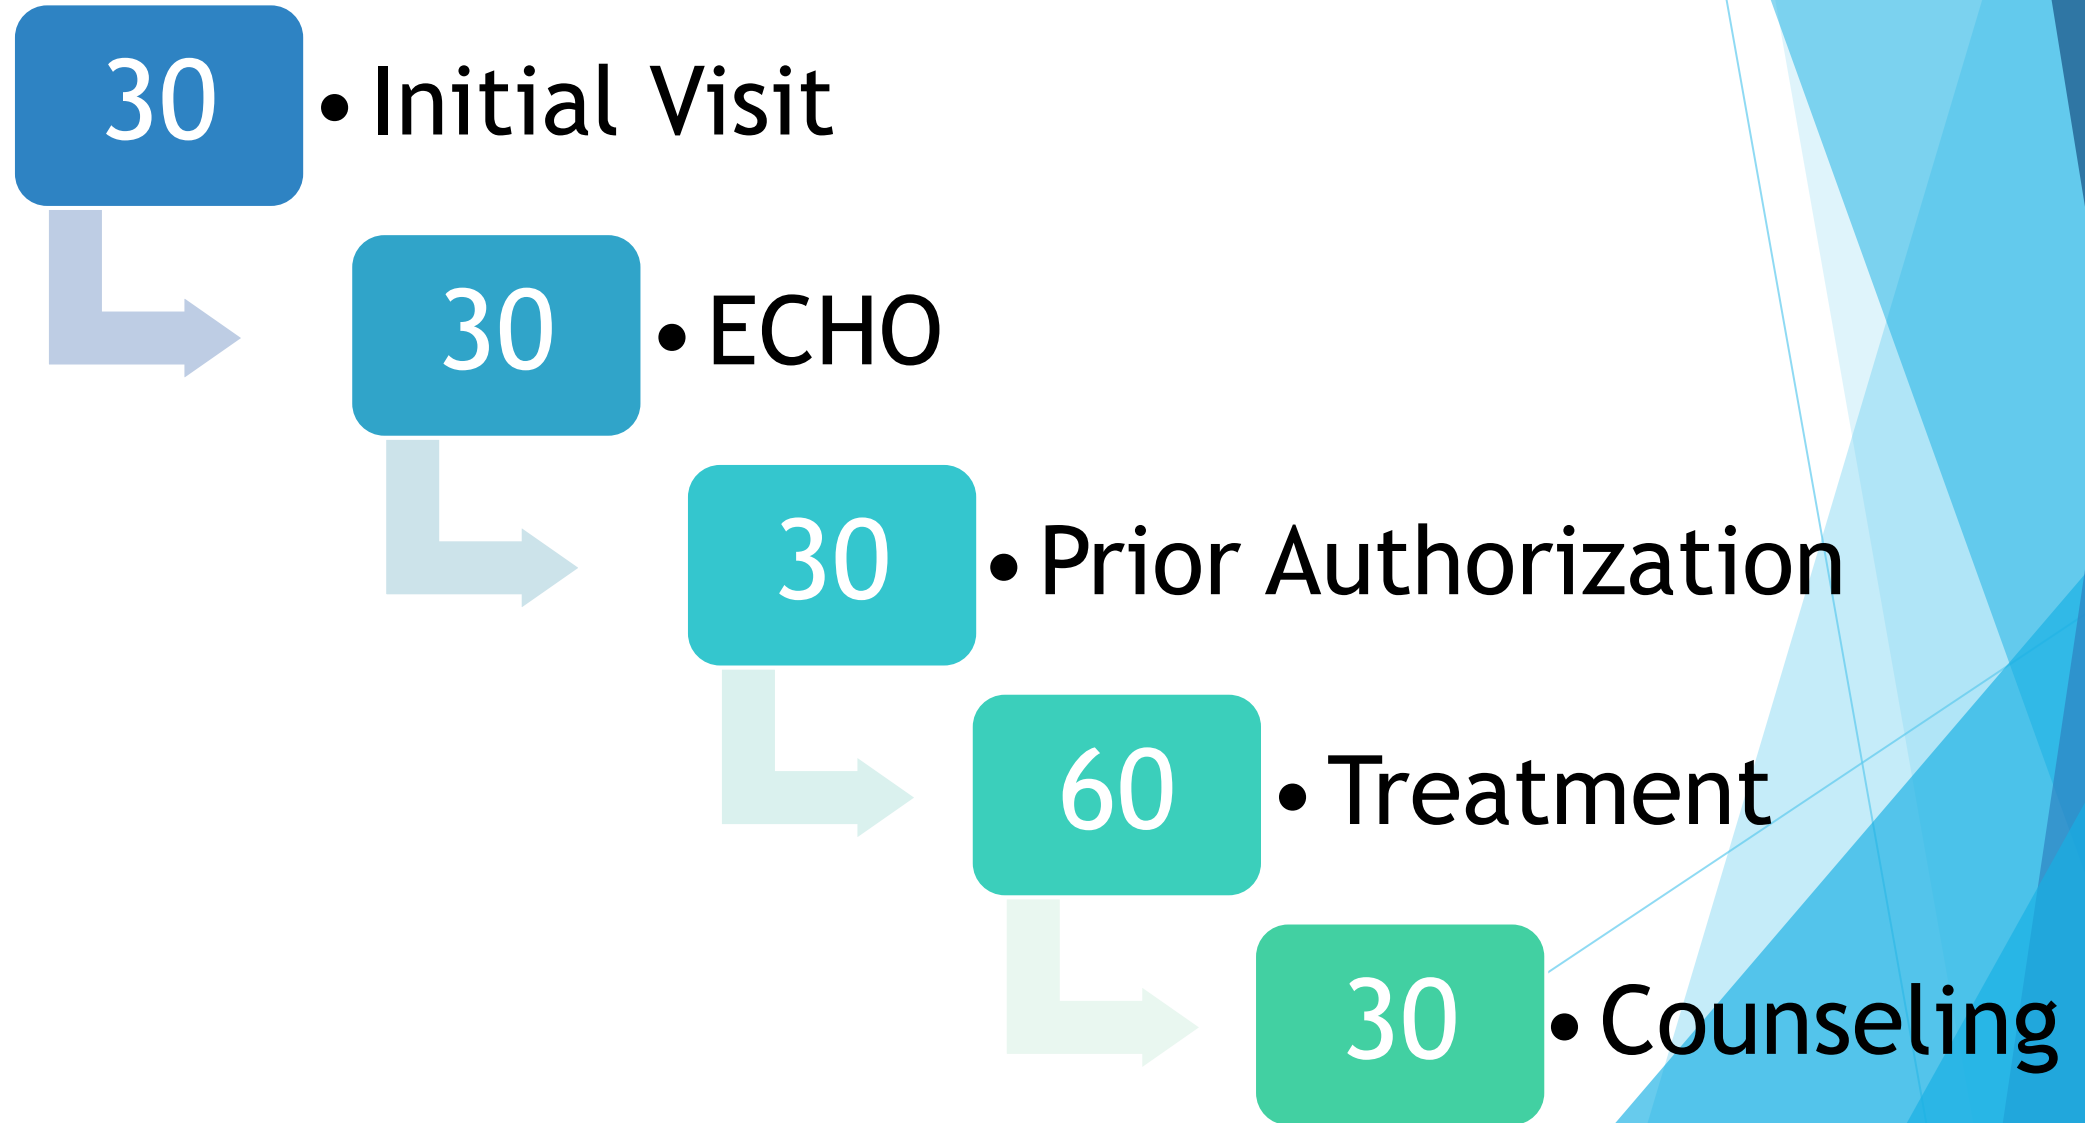 30 • Initial Visit
30 • ECHO
30 • Prior Authorization
60 • Treatment
30 • Counseling